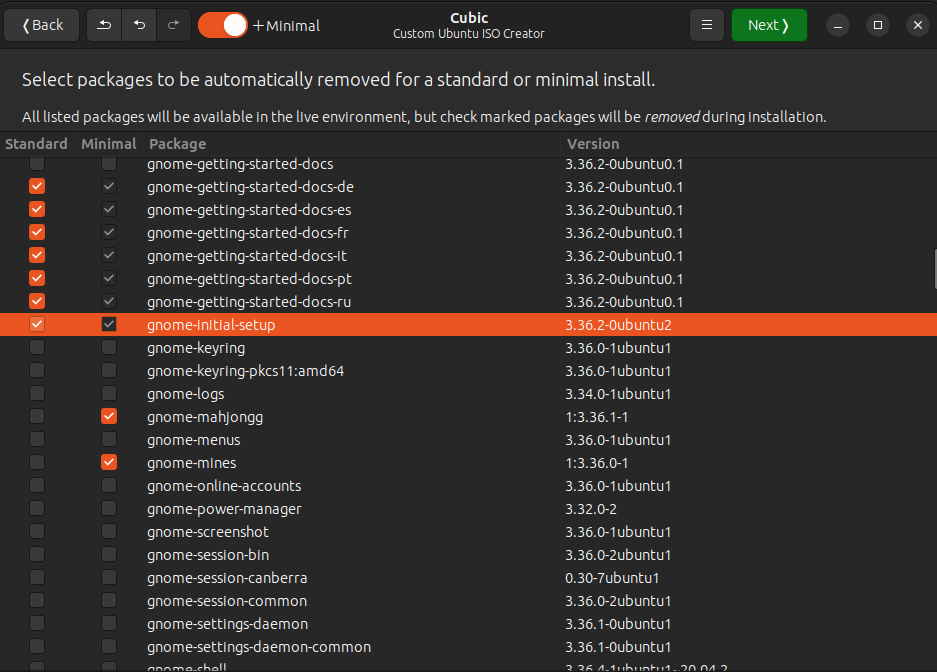 ❬Back
+Minimal
Cubic
Custom Ubuntu ISO Creator
Next❭
Select packages to be automatically removed for a standard or minimal install.
All listed packages will be available in the live environment, but check marked packages will be removed during installation.
Standard Minimal Package Version
gnome-getting-started-docs 3.36.2-0ubuntu0.1
gnome-getting-started-docs-de 3.36.2-0ubuntu0.1
gnome-getting-started-docs-es 3.36.2-0ubuntu0.1
gnome-getting-started-docs-fr 3.36.2-0ubuntu0.1
gnome-getting-started-docs-it 3.36.2-0ubuntu0.1
gnome-getting-started-docs-pt 3.36.2-0ubuntu0.1
gnome-getting-started-docs-ru 3.36.2-0ubuntu0.1
gnome-initial-setup 3.36.2-0ubuntu2
gnome-keyring 3.36.0-1ubuntu1
gnome-keyring-pkcs11:amd64 3.36.0-1ubuntu1
gnome-logs 3.34.0-1ubuntu1
gnome-mahjongg 1:3.36.1-1
gnome-menus 3.36.0-1ubuntu1
gnome-mines 1:3.36.0-1
gnome-online-accounts 3.36.0-1ubuntu1
gnome-power-manager 3.32.0-2
gnome-screenshot 3.36.0-1ubuntu1
gnome-session-bin 3.36.0-2ubuntu1
gnome-session-canberra 0.30-7ubuntu1
gnome-session-common 3.36.0-2ubuntu1
gnome-settings-daemon 3.36.1-0ubuntu1
gnome-settings-daemon-common 3.36.1-0ubuntu1
gnome-shell 3.36.4-1ubuntu1~20.04.2